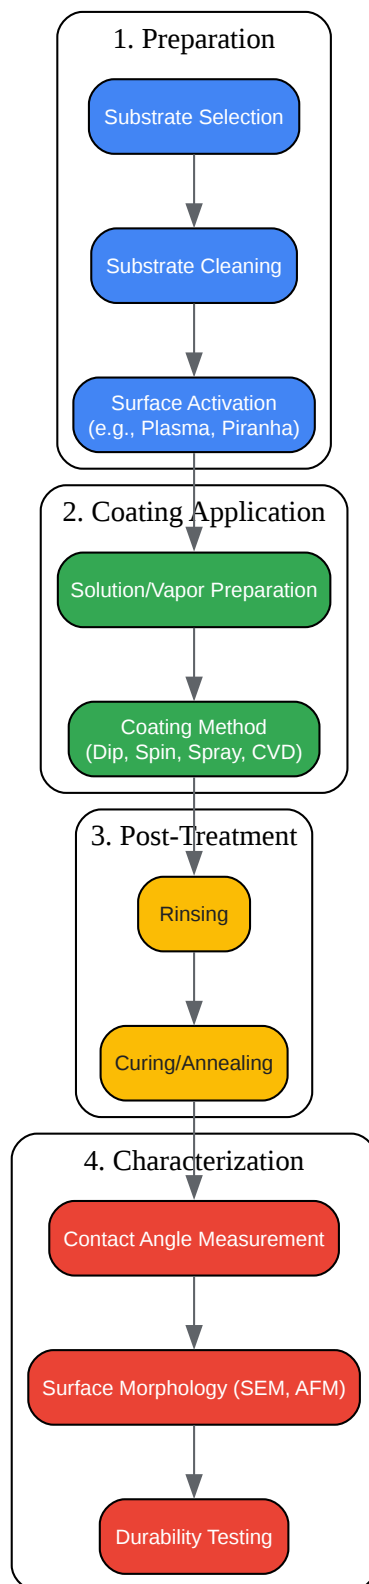 1. Preparation
Substrate Selection
Substrate Cleaning
Surface Activation
(e.g., Plasma, Piranha)
2. Coating Application
Solution/Vapor Preparation
Coating Method
(Dip, Spin, Spray, CVD)
3. Post-Treatment
Rinsing
Curing/Annealing
4. Characterization
Contact Angle Measurement
Surface Morphology (SEM, AFM)
Durability Testing